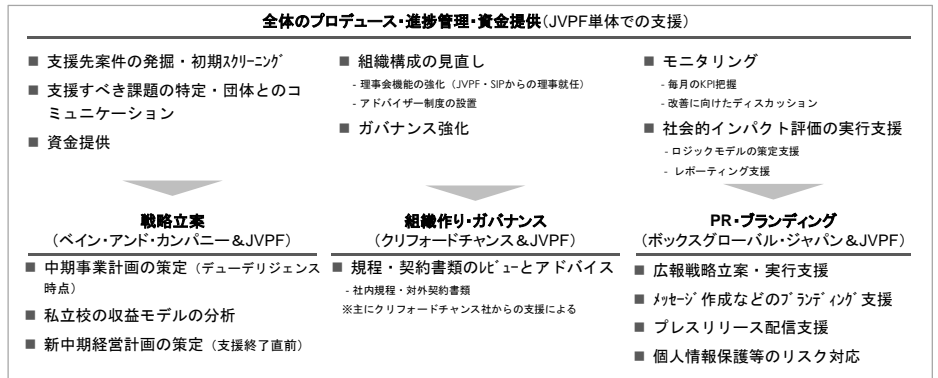 全体のプロデュース・進捗管理・資金提供(JVPF単体での支援)
■ 支援先案件の発掘・初期ｽｸﾘｰﾆﾝｸﾞ
■ 支援すべき課題の特定・団体とのコ
ミュニケーション
■ 資金提供
■ 組織構成の見直し
- 理事会機能の強化（JVPF・SIPからの理事就任）
- アドバイザー制度の設置
■ ガバナンス強化
■ モニタリング
- 毎月のKPI把握
- 改善に向けたディスカッション
■ 社会的インパクト評価の実行支援
- ロジックモデルの策定支援
- レポーティング支援
戦略立案
（ベイン・アンド・カンパニー＆JVPF）
■ 中期事業計画の策定（デューデリジェンス
時点）
■ 私立校の収益モデルの分析
■ 新中期経営計画の策定（支援終了直前）
組織作り・ガバナンス
（クリフォードチャンス＆JVPF）
■ 規程・契約書類のﾚﾋﾞｭｰとアドバイス
- 社内規程・対外契約書類
※主にクリフォードチャンス社からの支援による
PR・ブランディング
（ボックスグローバル・ジャパン＆JVPF）
■ 広報戦略立案・実行支援
■ ﾒｯｾｰｼﾞ作成などのﾌﾞﾗﾝﾃﾞｨﾝｸﾞ支援
■ プレスリリース配信支援
■ 個人情報保護等のリスク対応